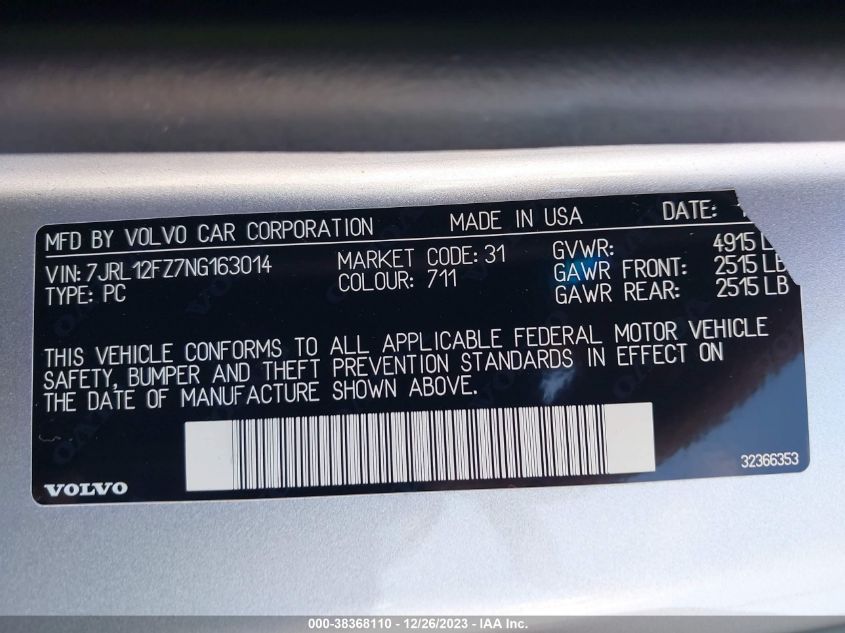 MFD BY VOLVO CAR CORPORATION MADE IN USA DATE:
VIN: 7JRL12FZ7NG163014 MARKET CODE: 31 GVWR: 4915 L
TYPE: PC COLOUR: 711 GAWR FRONT: 2515 LB
GAWR REAR: 2515 LB
THIS VEHICLE CONFORMS TO ALL APPLICABLE FEDERAL MOTOR VEHICLE
SAFETY, BUMPER AND THEFT PREVENTION STANDARDS IN EFFECT ON
THE DATE OF MANUFACTURE SHOWN ABOVE.
32366353
VOLVO
000-38368110 - 12/26/2023 - IAA Inc.